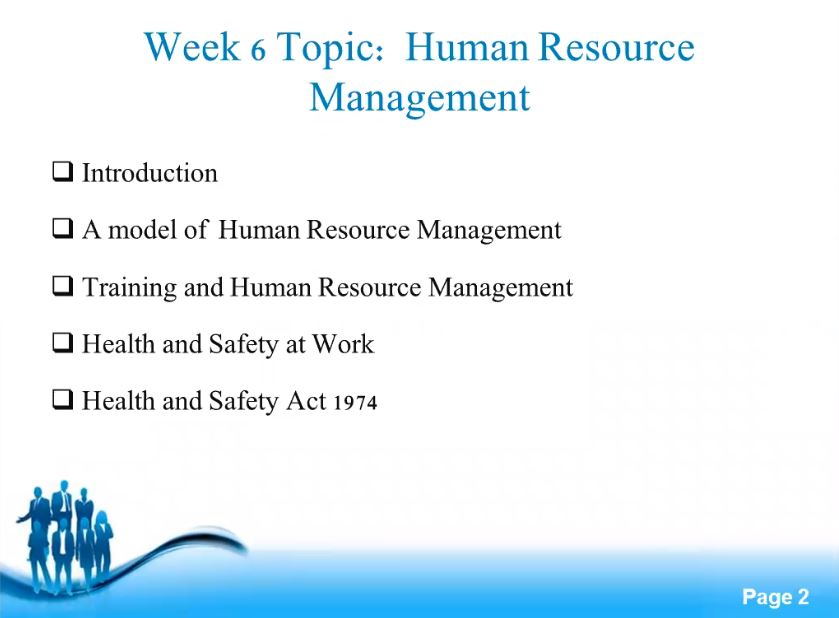 Week 6 Topic: Human Resource
Management
❑ Introduction
❑ A model of Human Resource Management
❑ Training and Human Resource Management
❑ Health and Safety at Work
❑ Health and Safety Act 1974
Page 2